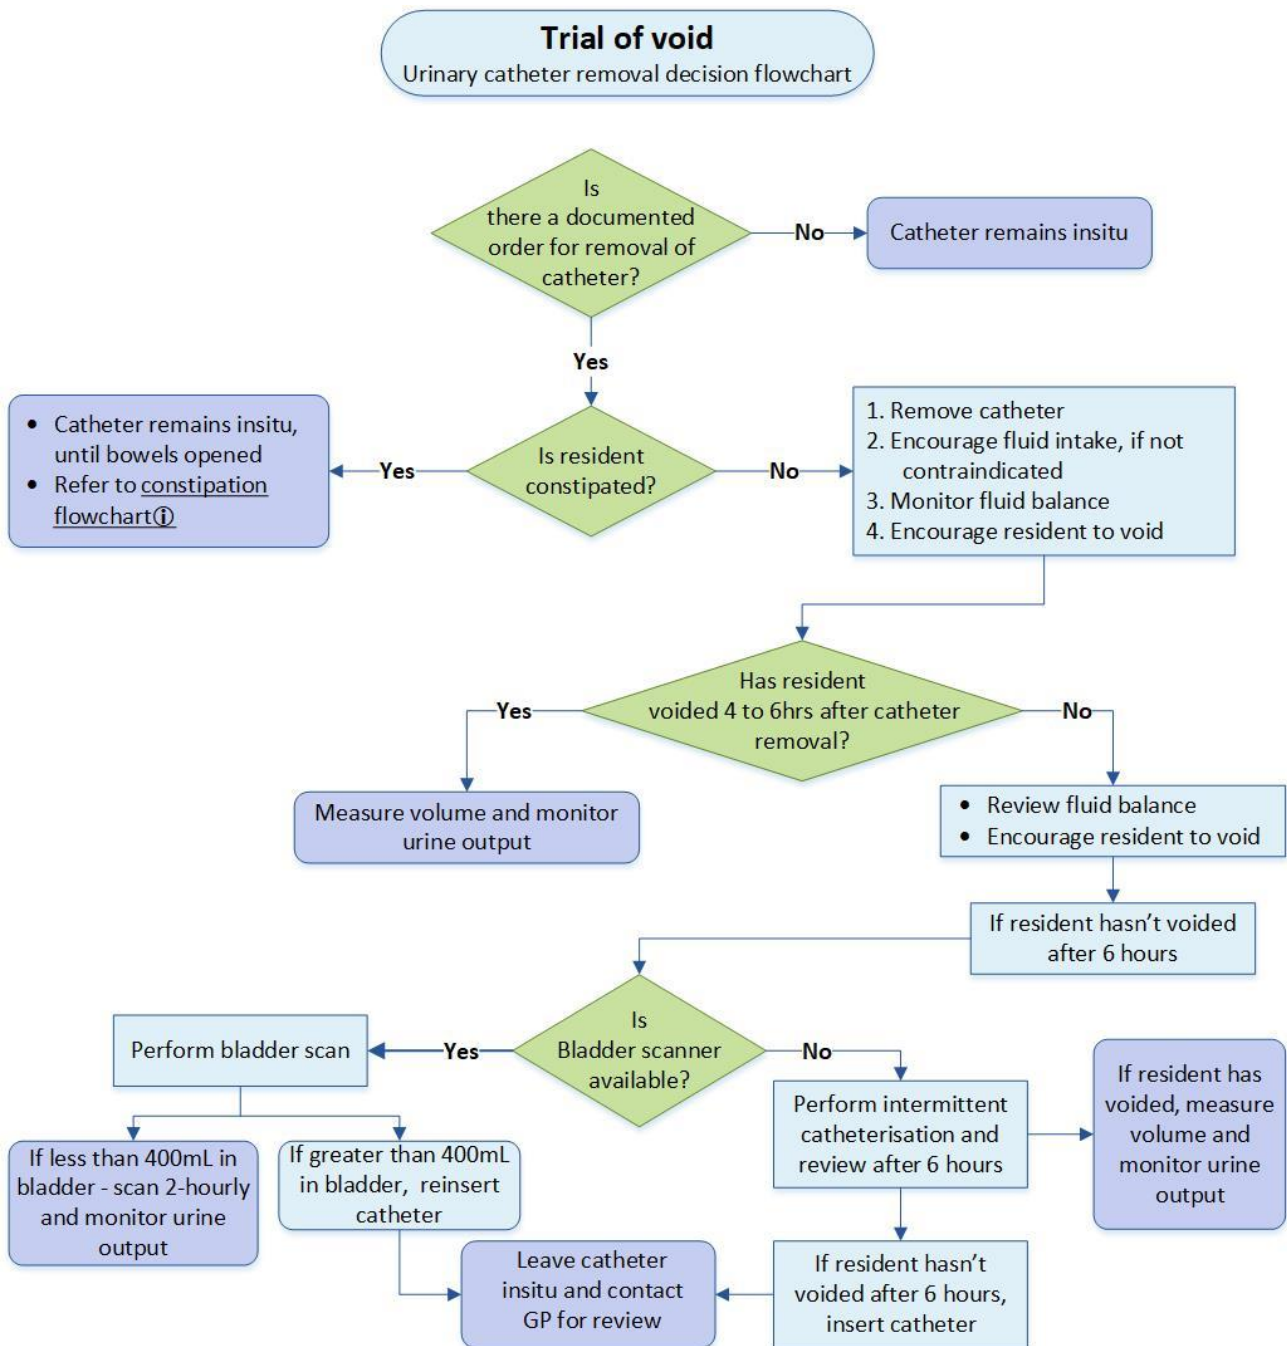 Trial of void
Urinary catheter removal decision flowchart
Is
there a documented
order for removal of
catheter?
No
Catheter remains insitu
Yes
• Catheter remains insitu,
until bowels opened
• Refer to constipation
flowchartⓘ
Yes
Is resident
constipated?
No
1. Remove catheter
2. Encourage fluid intake, if not
contraindicated
3. Monitor fluid balance
4. Encourage resident to void
Has resident
voided 4 to 6hrs after catheter
removal?
Yes
No
Measure volume and monitor
urine output
• Review fluid balance
• Encourage resident to void
If resident hasn’t voided
after 6 hours
Is
Bladder scanner
available?
Yes
No
Perform bladder scan
If less than 400mL in
bladder - scan 2-hourly
and monitor urine
output
If greater than 400mL
in bladder, reinsert
catheter
Perform intermittent
catheterisation and
review after 6 hours
If resident has
voided, measure
volume and
monitor urine
output
Leave catheter
insitu and contact
GP for review
If resident hasn’t
voided after 6 hours,
insert catheter